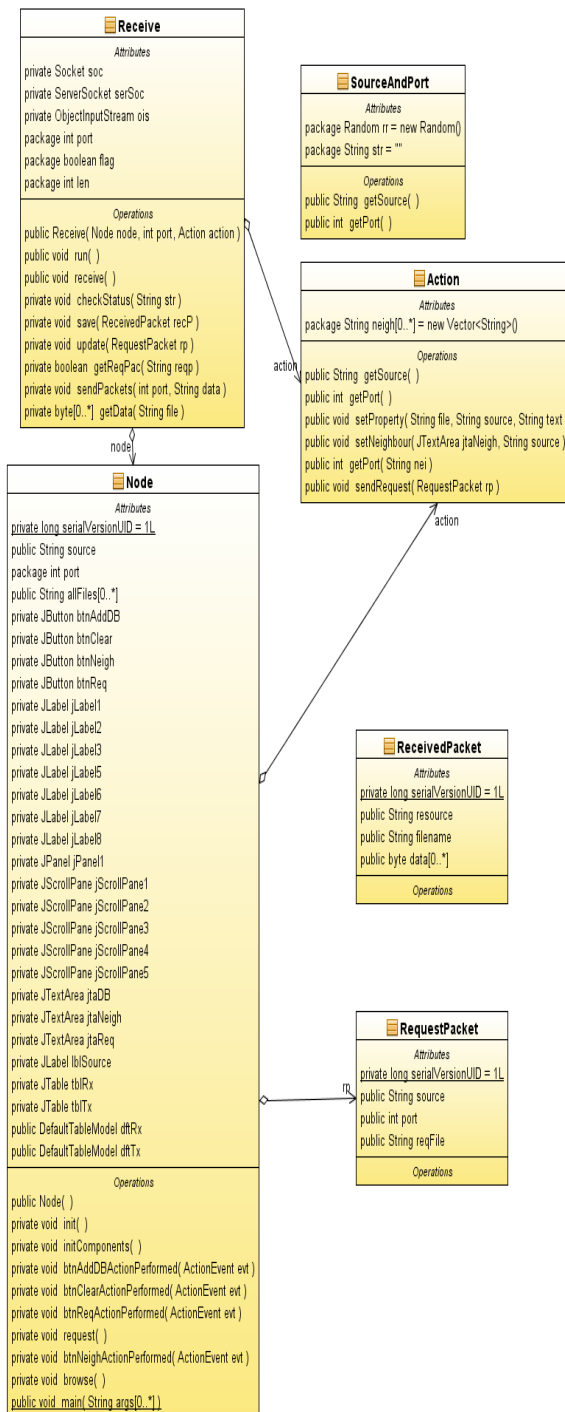 Receive
Attributes
private Socket soc
private ServerSocket serSoc
private ObjectInputStream ois
package int port
package boolean flag
package int len
Operations
public Receive( Node node, int port, Action action )
public void run( )
public void receive( )
private void checkStatus( String str )
private void save( ReceivedPacket recP )
private void update( RequestPacket rp )
private boolean getReqPac( String reqp )
private void sendPackets( int port, String data )
private byte[0..*] getData( String file )
SourceAndPort
Attributes
package Random rr = new Random()
package String str = ""
Operations
public String getSource( )
public int getPort( )
Action
Attributes
package String neigh[0..*] = new Vector<String>()
Operations
public String getSource( )
public int getPort( )
public void setProperty( String file, String source, String text
public void setNeighbour( JTextArea jtaNeigh, String source )
public int getPort( String nei )
public void sendRequest( RequestPacket rp )
action
node
action
Node
Attributes
private long serialVersionUID = 1L
public String source
package int port
public String allFiles[0..*]
private JButton btnAddDB
private JButton btnClear
private JButton btnNeigh
private JButton btnReq
private JLabel jLabel1
private JLabel jLabel2
private JLabel jLabel3
private JLabel jLabel5
private JLabel jLabel6
private JLabel jLabel7
private JLabel jLabel8
private JPanel jPanel1
private JScrollPane jScrollPane1
private JScrollPane jScrollPane2
private JScrollPane jScrollPane3
private JScrollPane jScrollPane4
private JScrollPane jScrollPane5
private JTextArea jtaDB
private JTextArea jtaNeigh
private JTextArea jtaReq
private JLabel lblSource
private JTable tblRx
private JTable tblTx
public DefaultTableModel dftRx
public DefaultTableModel dftTx
Operations
public Node( )
private void init( )
private void initComponents( )
private void btnAddDBActionPerformed( ActionEvent evt )
private void btnClearActionPerformed( ActionEvent evt )
private void btnReqActionPerformed( ActionEvent evt )
private void request( )
private void btnNeighActionPerformed( ActionEvent evt )
private void browse( )
public void main( String args[0..*] )
ReceivedPacket
Attributes
private long serialVersionUID = 1L
public String resource
public String filename
public byte data[0..*]
Operations
rp
RequestPacket
Attributes
private long serialVersionUID = 1L
public String source
public int port
public String reqFile
Operations